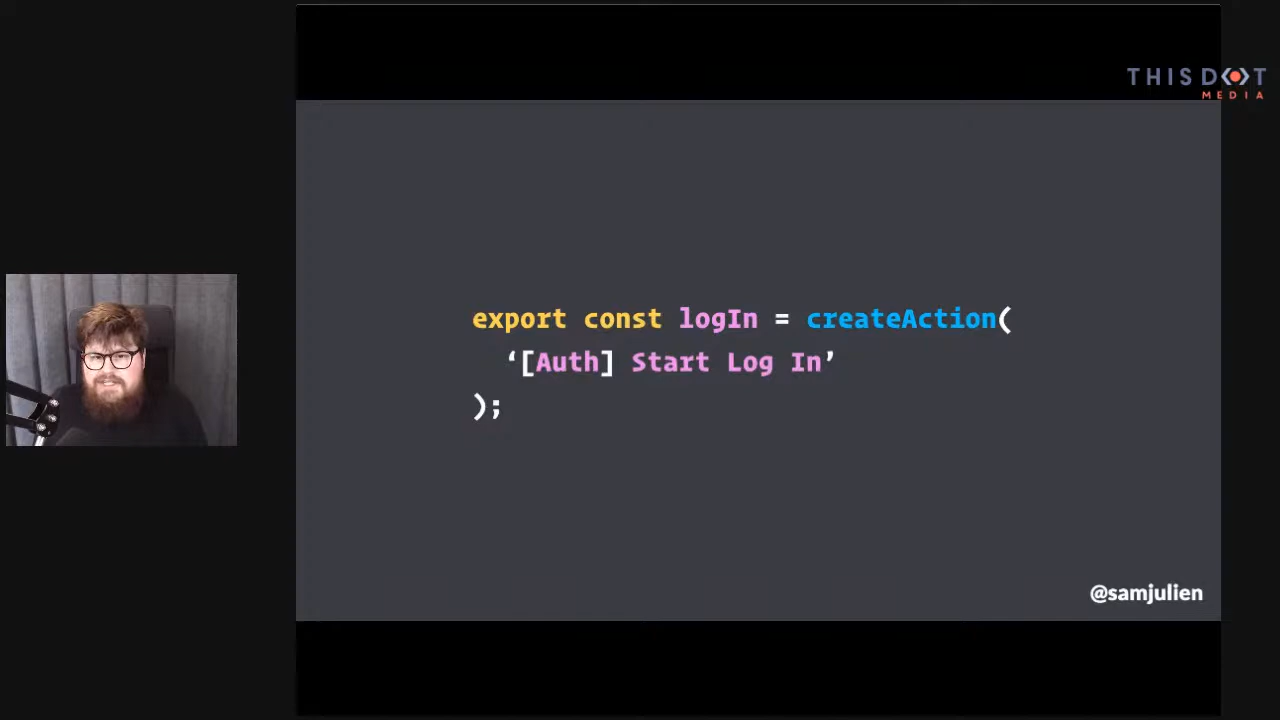 THIS DOT
MEDIA
export const logIn = createAction(
‘[Auth] Start Log In’
);
@samjulien